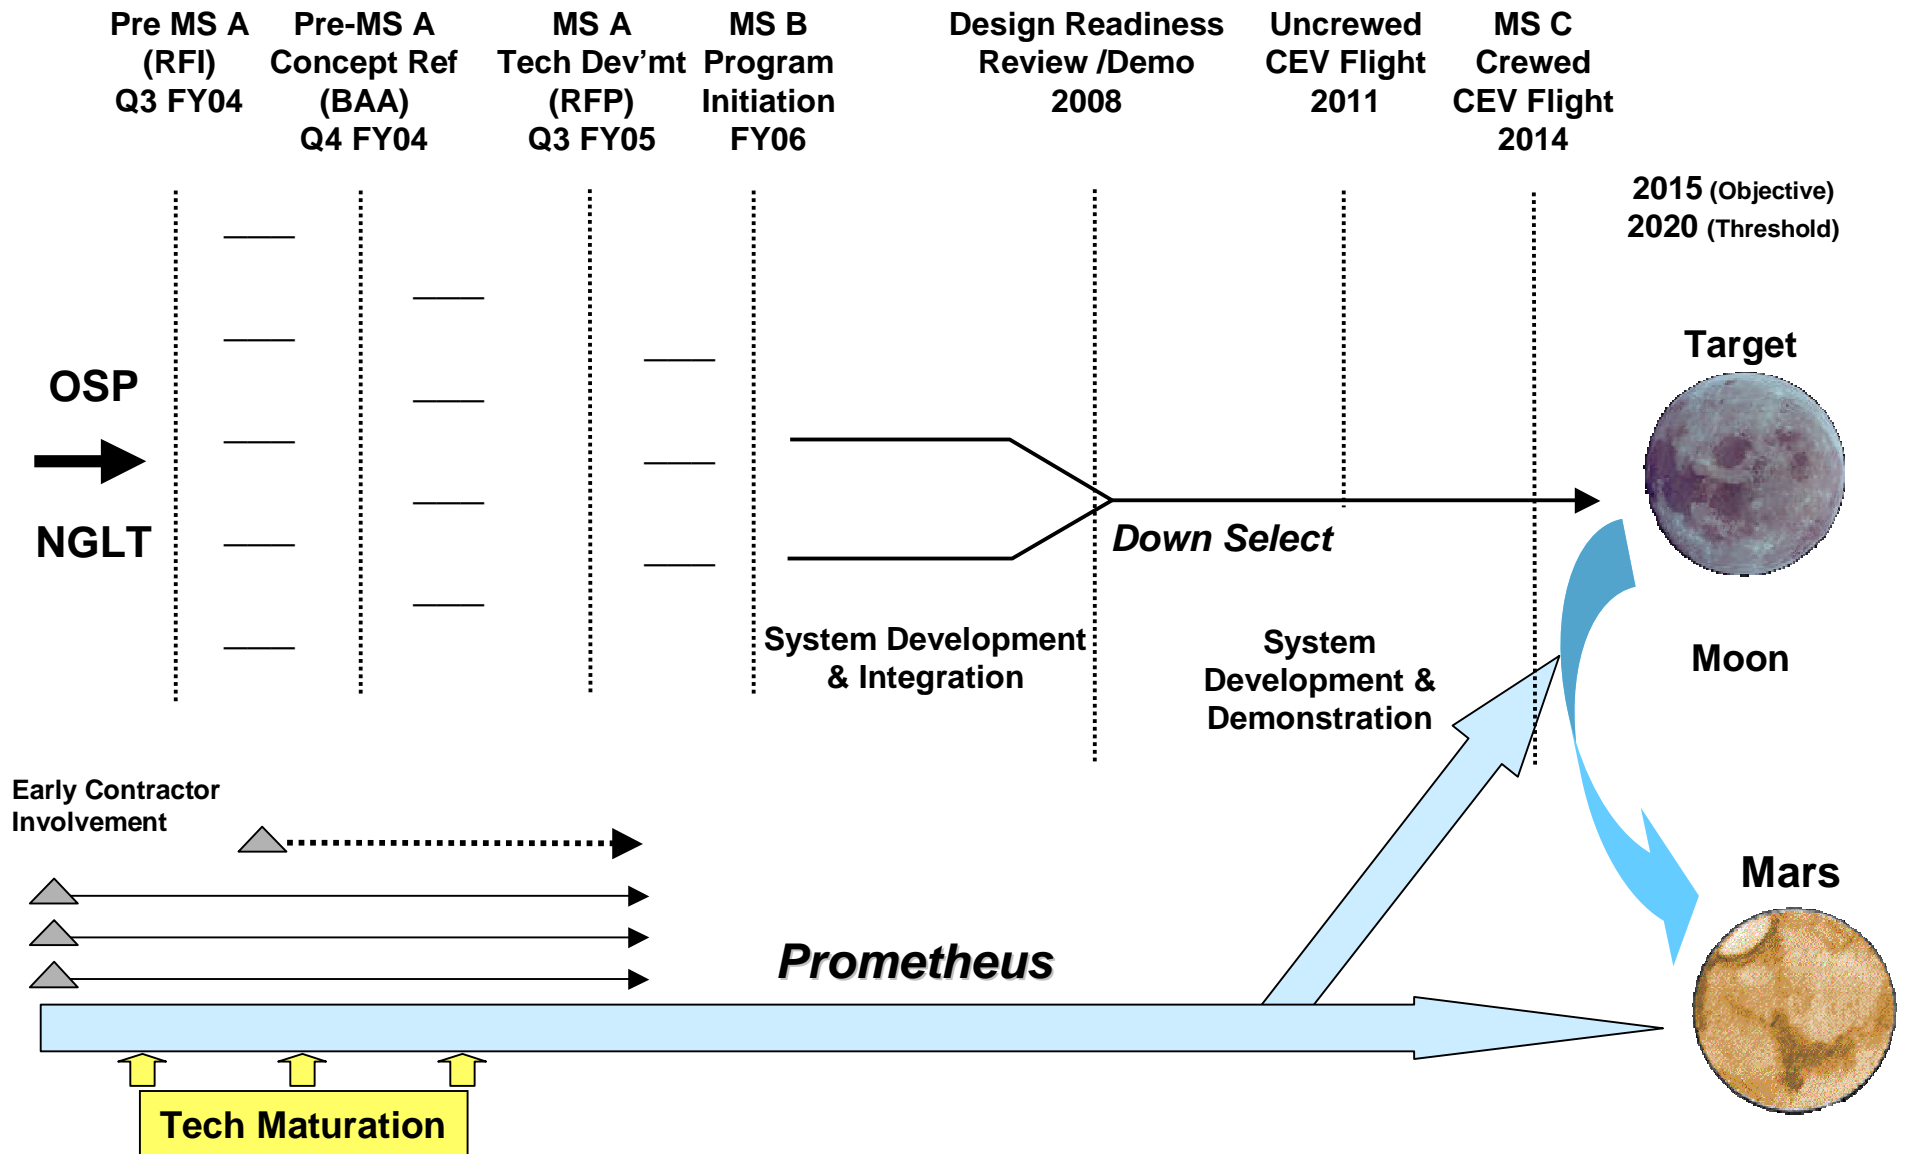 Pre MS A
(RFI)
Q3 FY04
Pre-MS A
Concept Ref
(BAA)
Q4 FY04
MS A
Tech Dev’mt
(RFP)
Q3 FY05
MS B
Program
Initiation
FY06
Design Readiness
Review /Demo
2008
Uncrewed
CEV Flight
2011
MS C
Crewed
CEV Flight
2014
2015 (Objective)
2020 (Threshold)
Target
OSP
NGLT
Down Select
System Development
& Integration
System
Development &
Demonstration
Moon
Early Contractor
Involvement
Mars
Prometheus
Tech Maturation